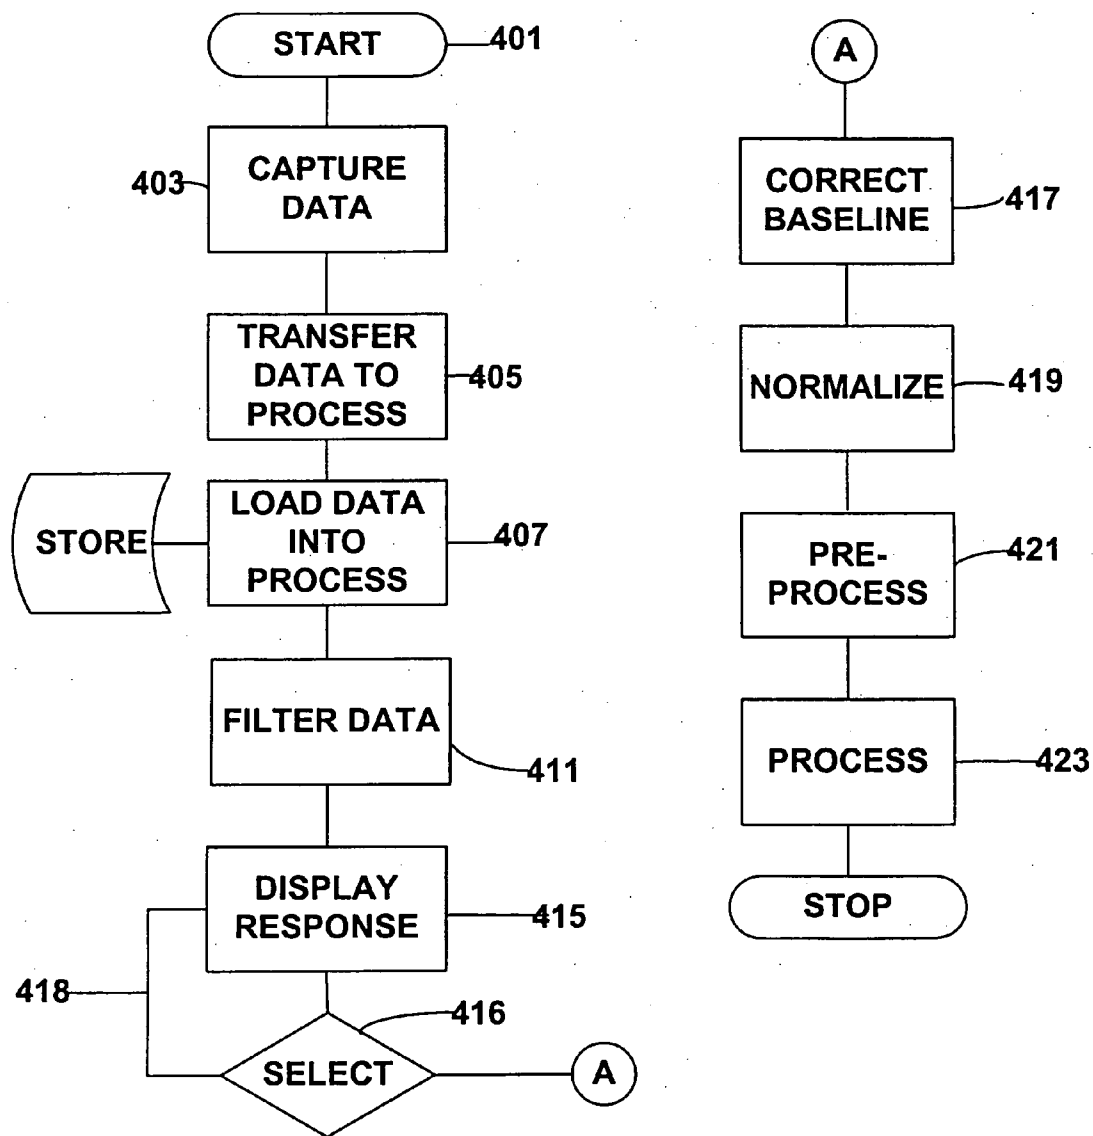 START
401
CAPTURE
DATA
403
TRANSFER
DATA TO
PROCESS
405
STORE
LOAD DATA
INTO
PROCESS
407
FILTER DATA
411
DISPLAY
RESPONSE
415
418
416
SELECT
A
A
CORRECT
BASELINE
417
NORMALIZE
419
PRE-
PROCESS
421
PROCESS
423
STOP